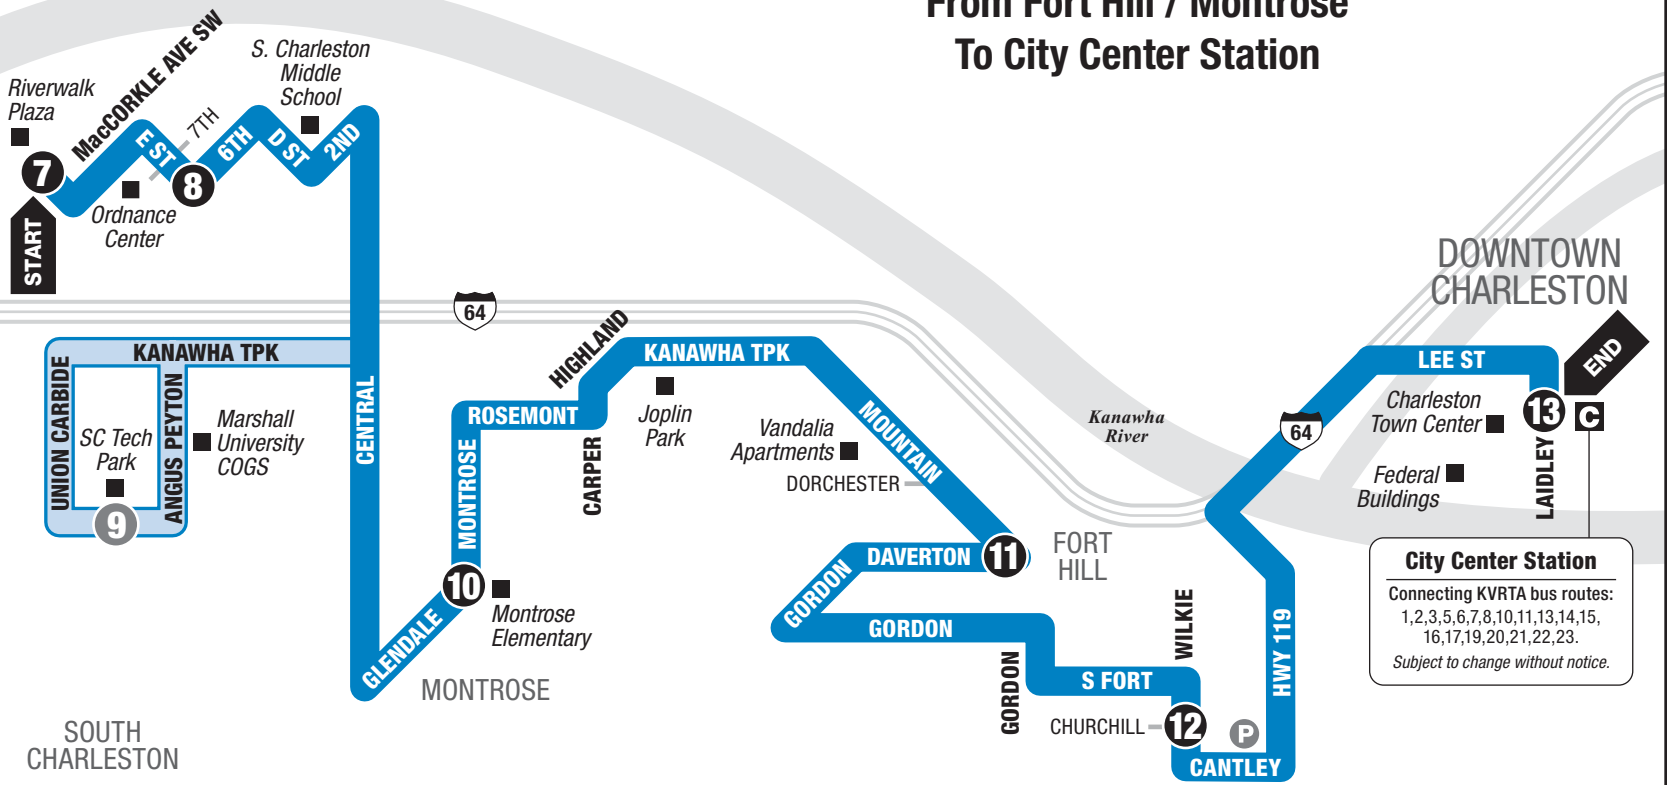 From Fort Hill / Montrose
To City Center Station
Riverwalk
Plaza
MacCORKLE AVE SW
S. Charleston
Middle
School
7
START
E ST
7TH
8
6TH
D ST
2ND
Ordnance
Center
64
KANAWHA TPK
UNION CARBIDE
ANGUS PEYTON
SC Tech
Park
9
Marshall
University
COGS
CENTRAL
GLENDALE
10
MONTROSE
Montrose
Elementary
MONTROSE
SOUTH
CHARLESTON
ROSEMONT
CARPER
HIGHLAND
KANAWHA TPK
Joplin
Park
MOUNTAIN
Vandalia
Apartments
DORCHESTER
11
FORT
HILL
DAVERTON
GORDON
GORDON
GORDON
S FORT
WILKIE
CHURCHILL
12
P
CANTLEY
HWY 119
Kanawha
River
64
DOWNTOWN
CHARLESTON
LEE ST
END
13
C
LAIDLEY
Charleston
Town Center
Federal
Buildings
City Center Station
Connecting KVRTA bus routes:
1,2,3,5,6,7,8,10,11,13,14,15,
16,17,19,20,21,22,23.
Subject to change without notice.